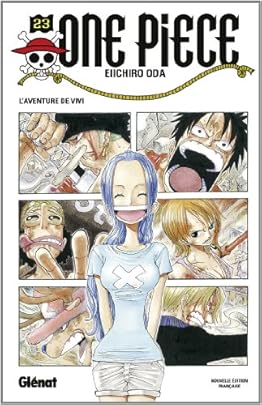 23
ONE PIECE
EIICHIRO ODA
L'AVENTURE DE VIVI
Glénat
NOUVELLE ÉDITION
FRANÇAISE